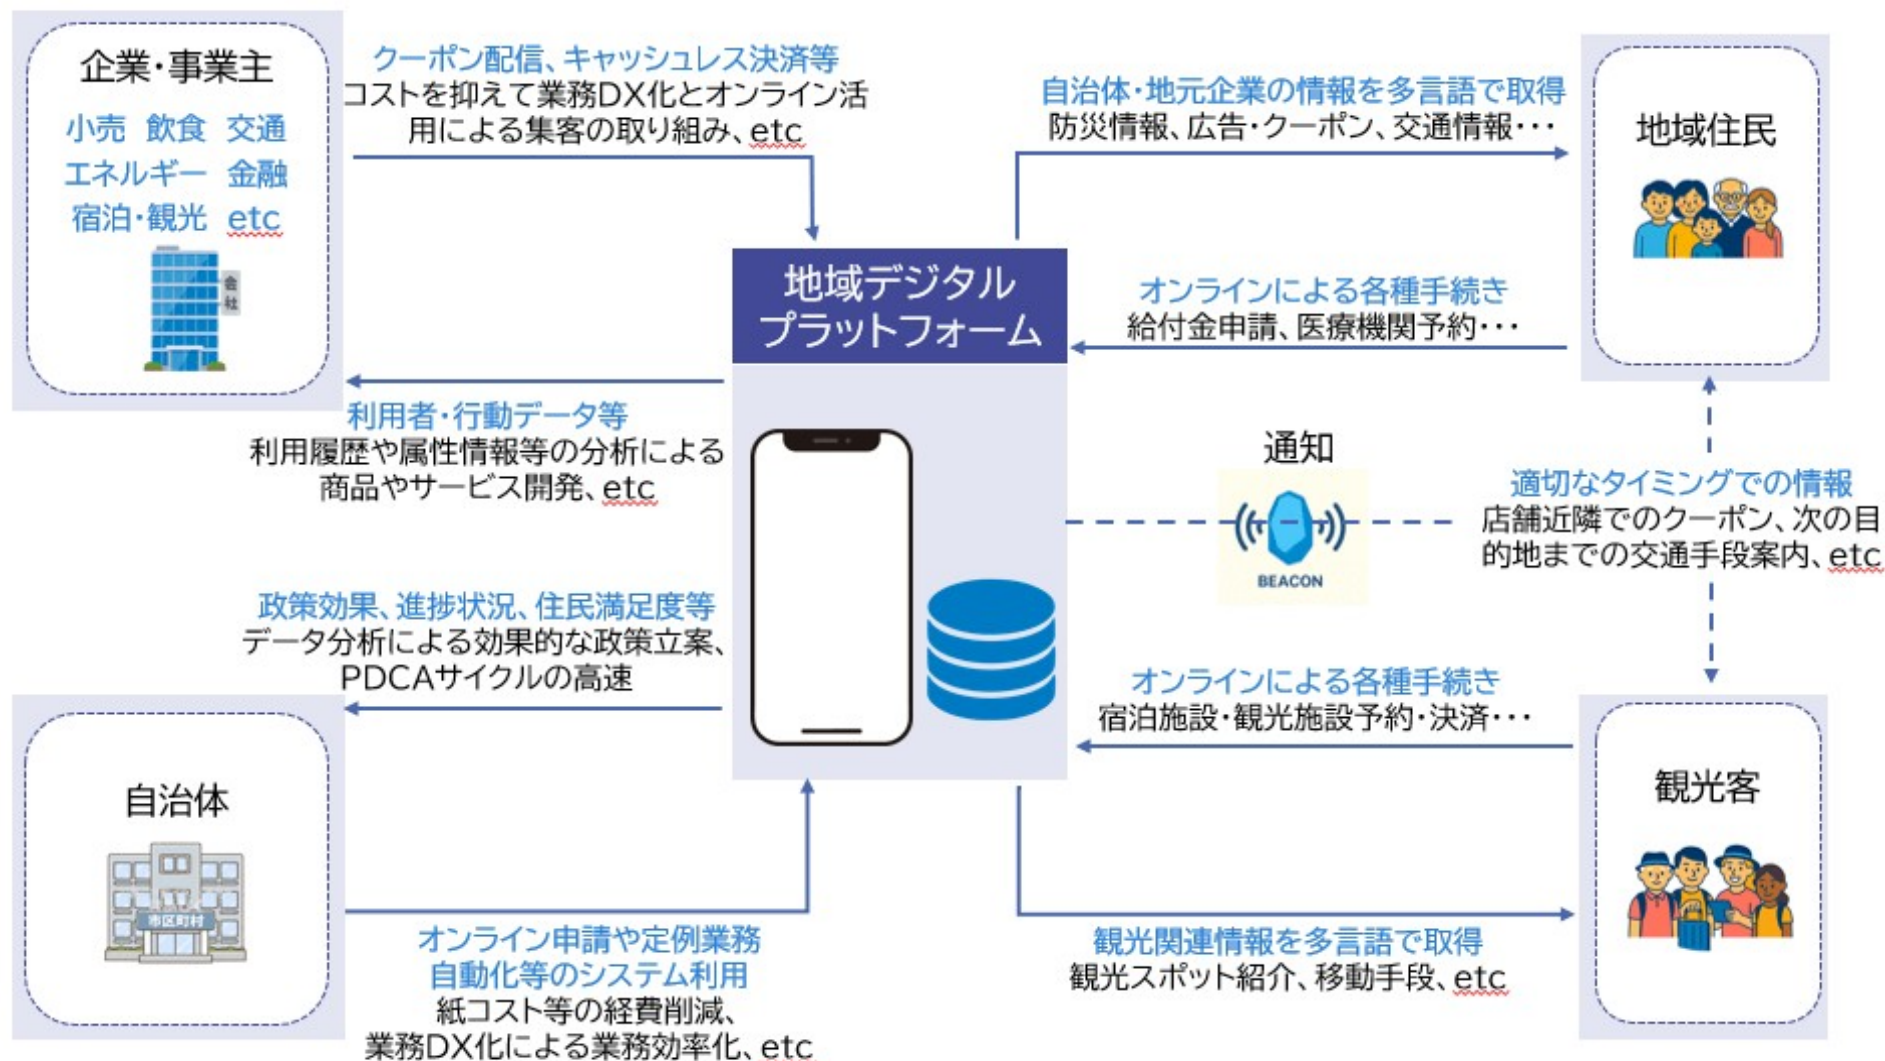 企業・事業主
小売 飲食 交通
エネルギー 金融
宿泊・観光 etc
会社
クーポン配信、キャッシュレス決済等
コストを抑えて業務DX化とオンライン活
用による集客の取り組み、etc
自治体・地元企業の情報を多言語で取得
防災情報、広告・クーポン、交通情報・・・
地域住民
地域デジタル
プラットフォーム
オンラインによる各種手続き
給付金申請、医療機関予約・・・
利用者・行動データ等
利用履歴や属性情報等の分析による
商品やサービス開発、etc
通知
BEACON
適切なタイミングでの情報
店舗近隣でのクーポン、次の目
的地までの交通手段案内、etc
政策効果、進捗状況、住民満足度等
データ分析による効果的な政策立案、
PDCAサイクルの高速
オンラインによる各種手続き
宿泊施設・観光施設予約・決済・・・
自治体
市区町村
観光客
オンライン申請や定例業務
自動化等のシステム利用
紙コスト等の経費削減、
業務DX化による業務効率化、etc
観光関連情報を多言語で取得
観光スポット紹介、移動手段、etc